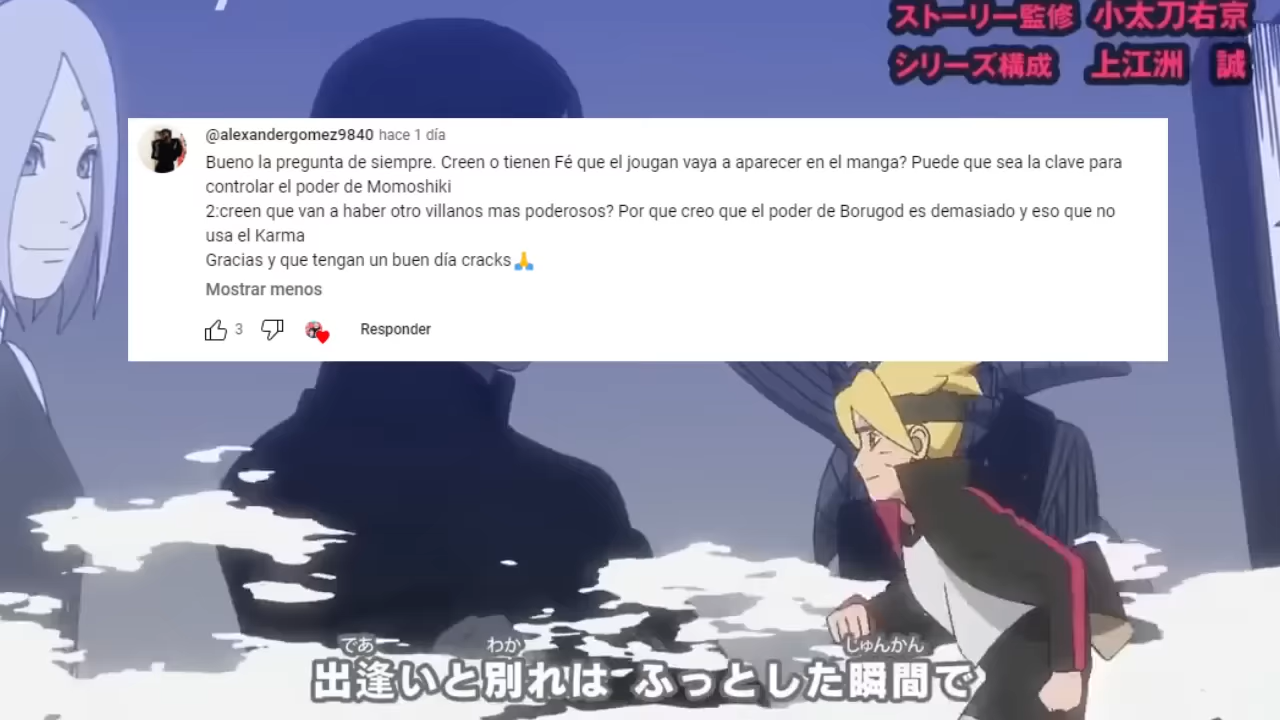 ストーリー監修 小太刀右京
シリーズ構成 上江洲 誠
@alexandergomez9840 hace 1 día
Bueno la pregunta de siempre. Creen o tienen Fé que el jougan vaya a aparecer en el manga? Puede que sea la clave para
controlar el poder de Momoshiki
2:creen que van a haber otro villanos mas poderosos? Por que creo que el poder de Borugod es demasiado y eso que no
usa el Karma
Gracias y que tengan un buen día cracks🙏
Mostrar menos
3 Responder
であ わか じゅんかん
出逢いと別れは ふっとした瞬間で